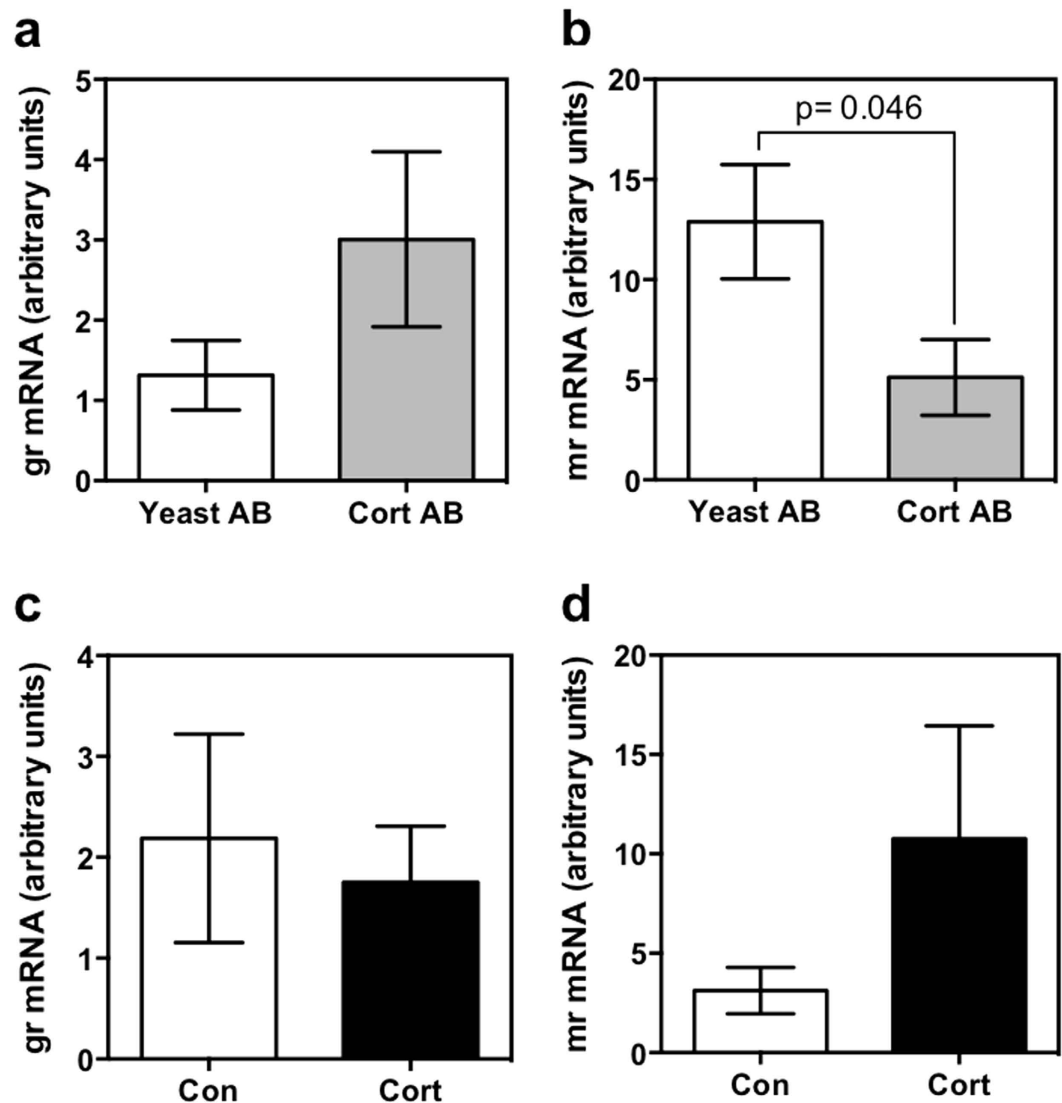 a
gr mRNA (arbitrary units)
5
4
3
2
1
0
Yeast AB
Cort AB
b
mr mRNA (arbitrary units)
20
15
10
5
0
p= 0.046
Yeast AB
Cort AB
c
gr mRNA (arbitrary units)
4
3
2
1
0
Con
Cort
d
mr mRNA (arbitrary units)
20
15
10
5
0
Con
Cort